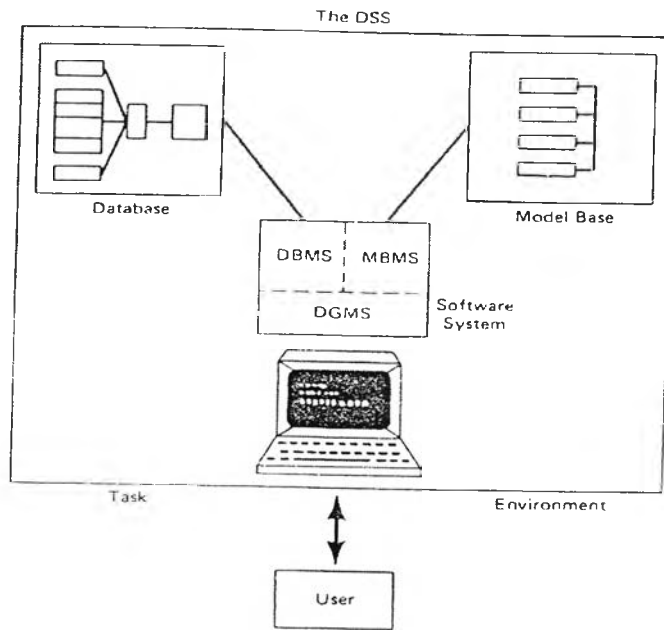 The DSS
Database
Model Base
DBMS
MBMS
DGMS
Software
System
Task
Environment
User